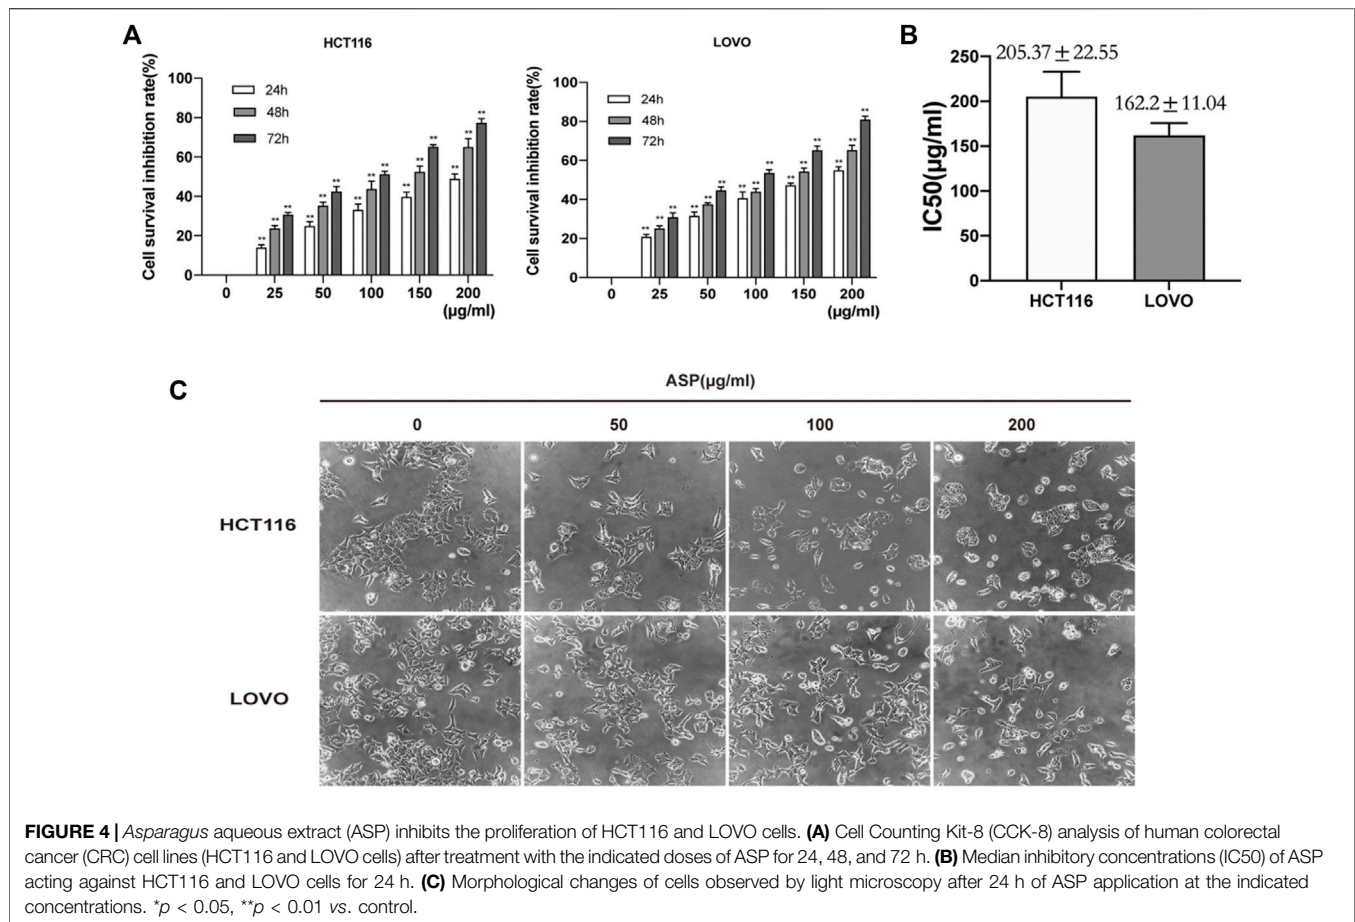 A
HCT116
Cell survival inhibition rate(%)
100
80
60
40
20
0
24h
48h
72h
** ** ** ** ** ** ** ** ** ** ** ** ** ** **
0 25 50 100 150 200
(µg/ml)
LOVO
Cell survival inhibition rate(%)
100
80
60
40
20
0
24h
48h
72h
** ** ** ** ** ** ** ** ** ** ** ** ** ** **
0 25 50 100 150 200
(µg/ml)
B
IC50(µg/ml)
250
200
150
100
50
0
205.37±22.55
162.2±11.04
HCT116 LOVO
C
ASP(µg/ml)
0 50 100 200
HCT116
LOVO
FIGURE 4 | Asparagus aqueous extract (ASP) inhibits the proliferation of HCT116 and LOVO cells. (A) Cell Counting Kit-8 (CCK-8) analysis of human colorectal
cancer (CRC) cell lines (HCT116 and LOVO cells) after treatment with the indicated doses of ASP for 24, 48, and 72 h. (B) Median inhibitory concentrations (IC50) of ASP
acting against HCT116 and LOVO cells for 24 h. (C) Morphological changes of cells observed by light microscopy after 24 h of ASP application at the indicated
concentrations. *p < 0.05, **p < 0.01 vs. control.